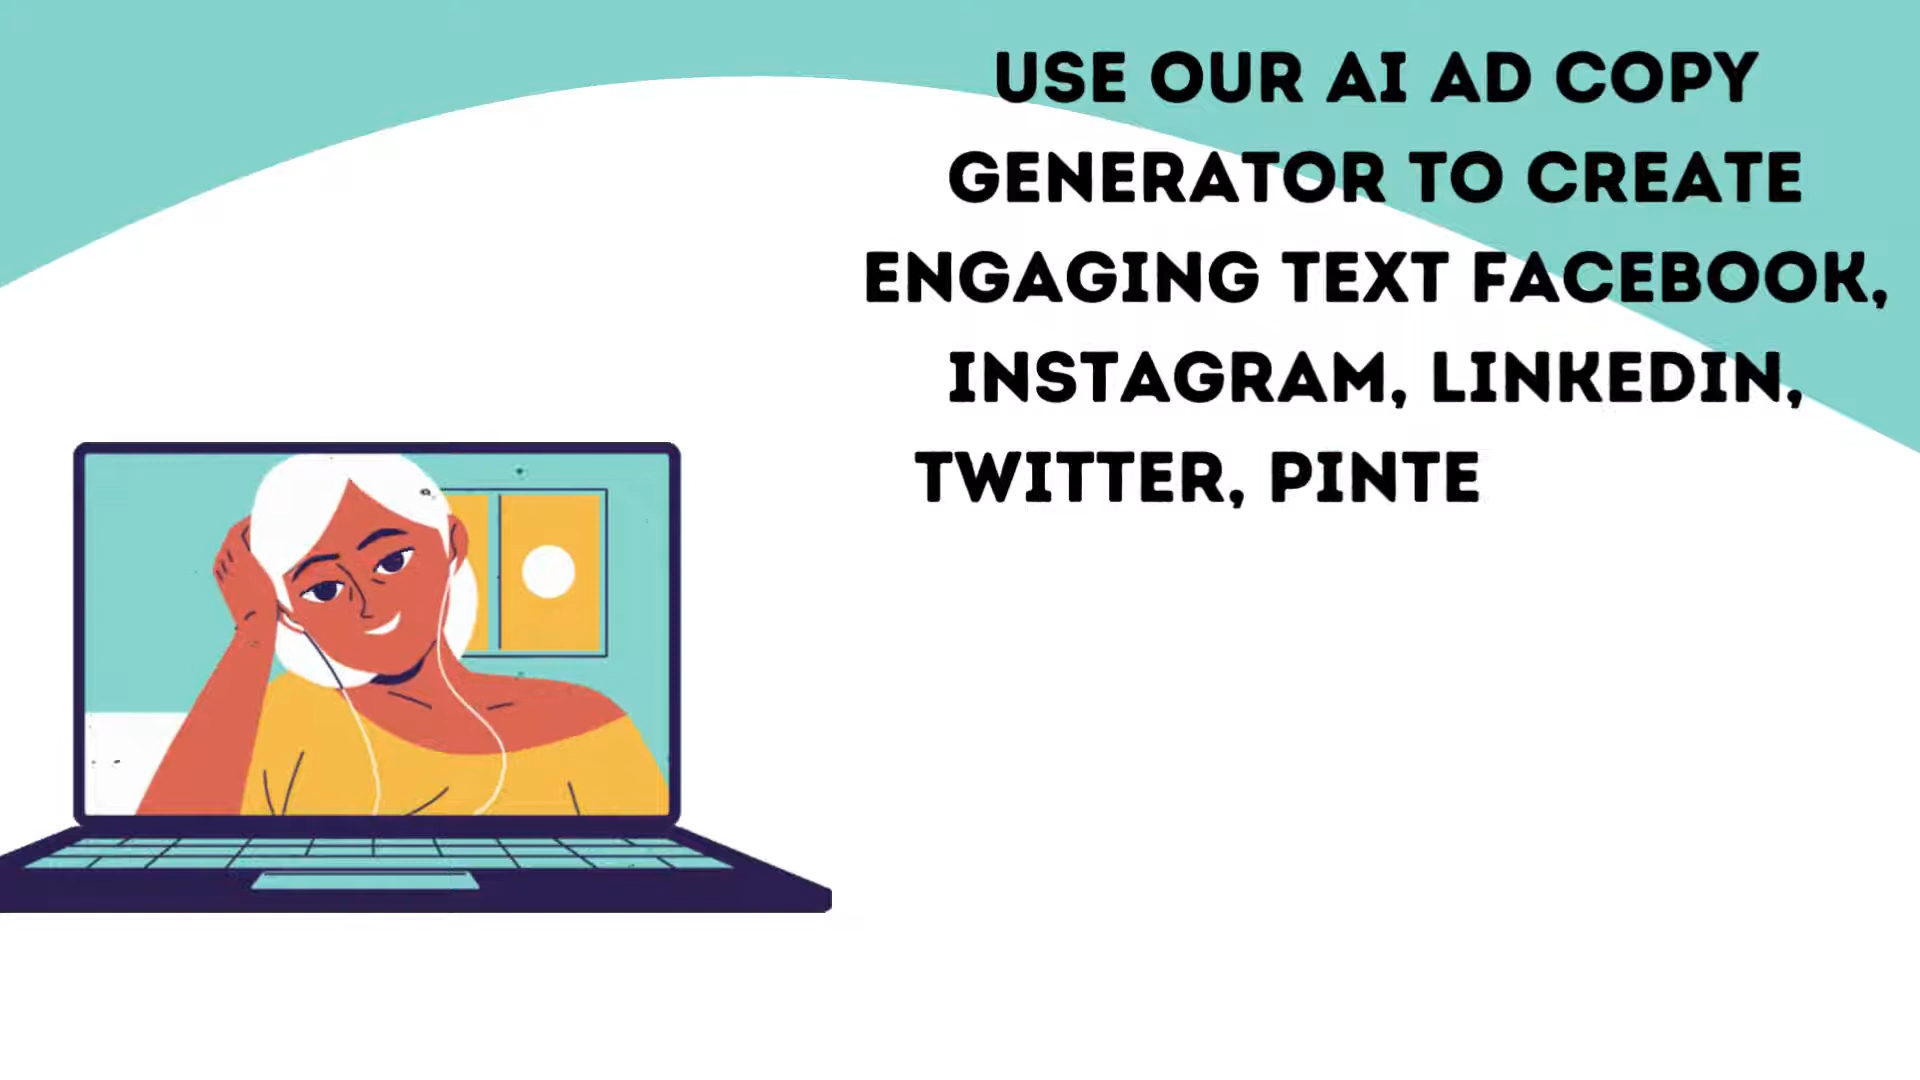 USE OUR AI AD COPY
GENERATOR TO CREATE
ENGAGING TEXT FACEBOOK,
INSTAGRAM, LINKEDIN,
TWITTER, PINTE